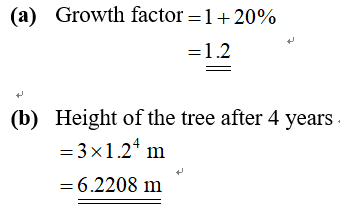 (a) Growth factor = 1 + 20%
= 1.2
(b) Height of the tree after 4 years
= 3×1.2⁴ m
= 6.2208 m